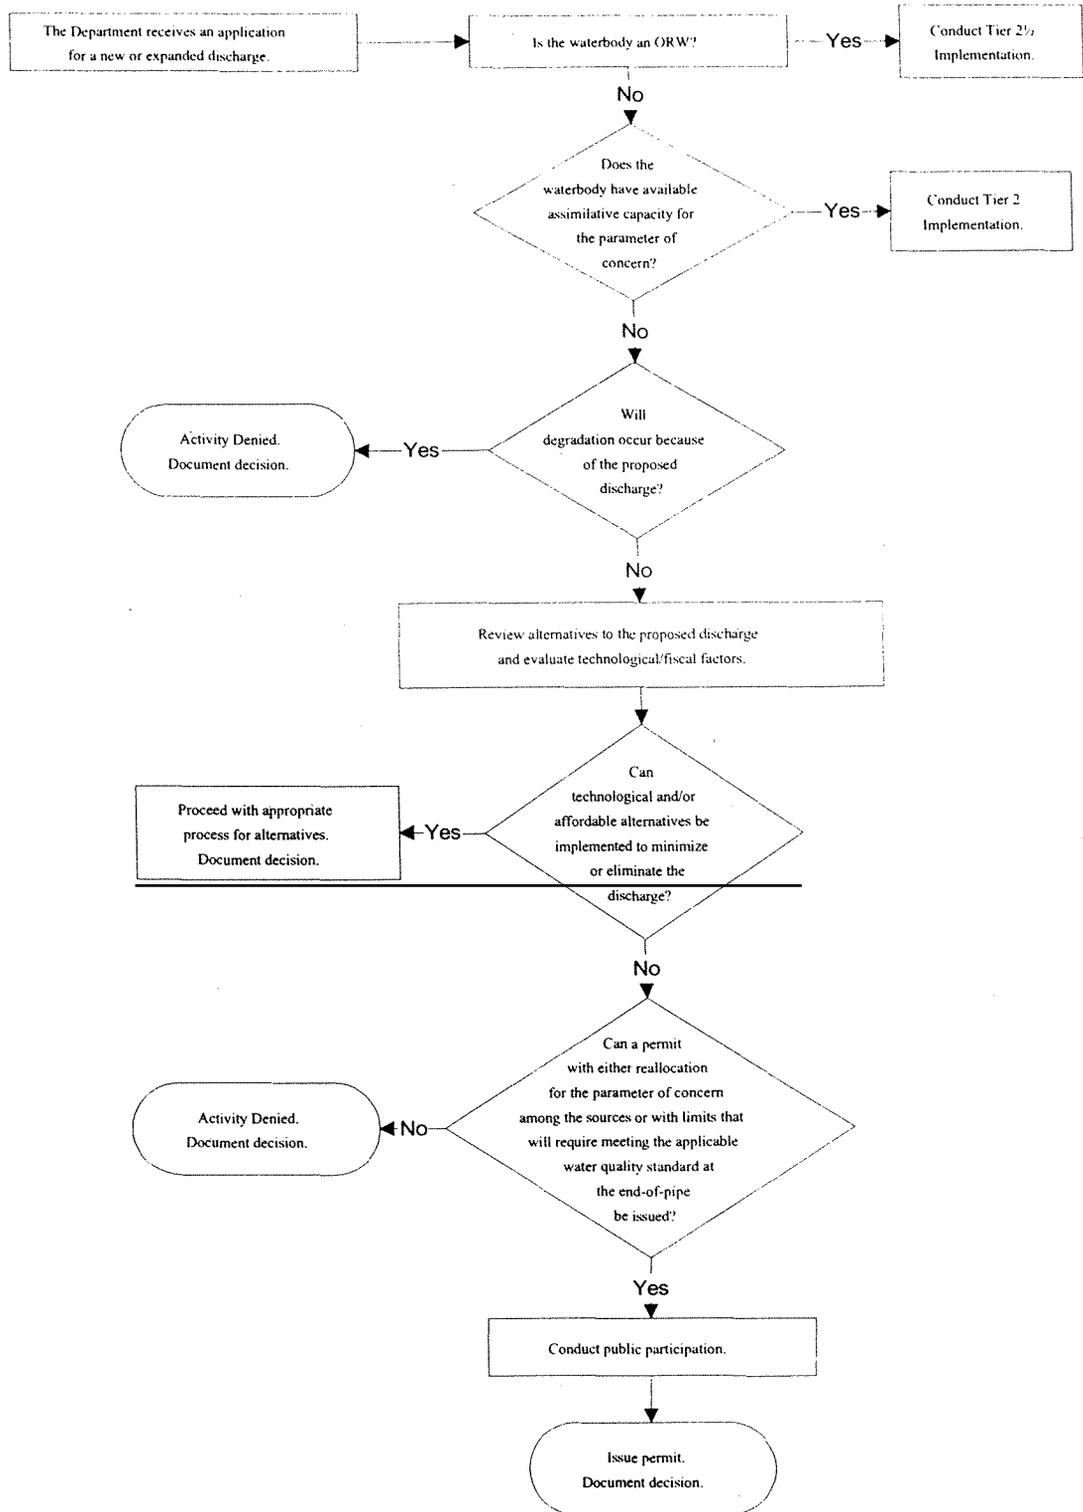 The Department receives an application
for a new or expanded discharge.
Is the waterbody an ORW?
Yes
Conduct Tier 2½
Implementation.
No
Does the
waterbody have available
assimilative capacity for
the parameter of
concern?
Yes
Conduct Tier 2
Implementation.
No
Will
degradation occur because
of the proposed
discharge?
Yes
Activity Denied.
Document decision.
No
Review alternatives to the proposed discharge
and evaluate technological/fiscal factors.
Can
technological and/or
affordable alternatives be
implemented to minimize
or eliminate the
discharge?
Yes
Proceed with appropriate
process for alternatives.
Document decision.
No
Can a permit
with either reallocation
for the parameter of concern
among the sources or with limits that
will require meeting the applicable
water quality standard at
the end-of-pipe
be issued?
No
Activity Denied.
Document decision.
Yes
Conduct public participation.
Issue permit.
Document decision.